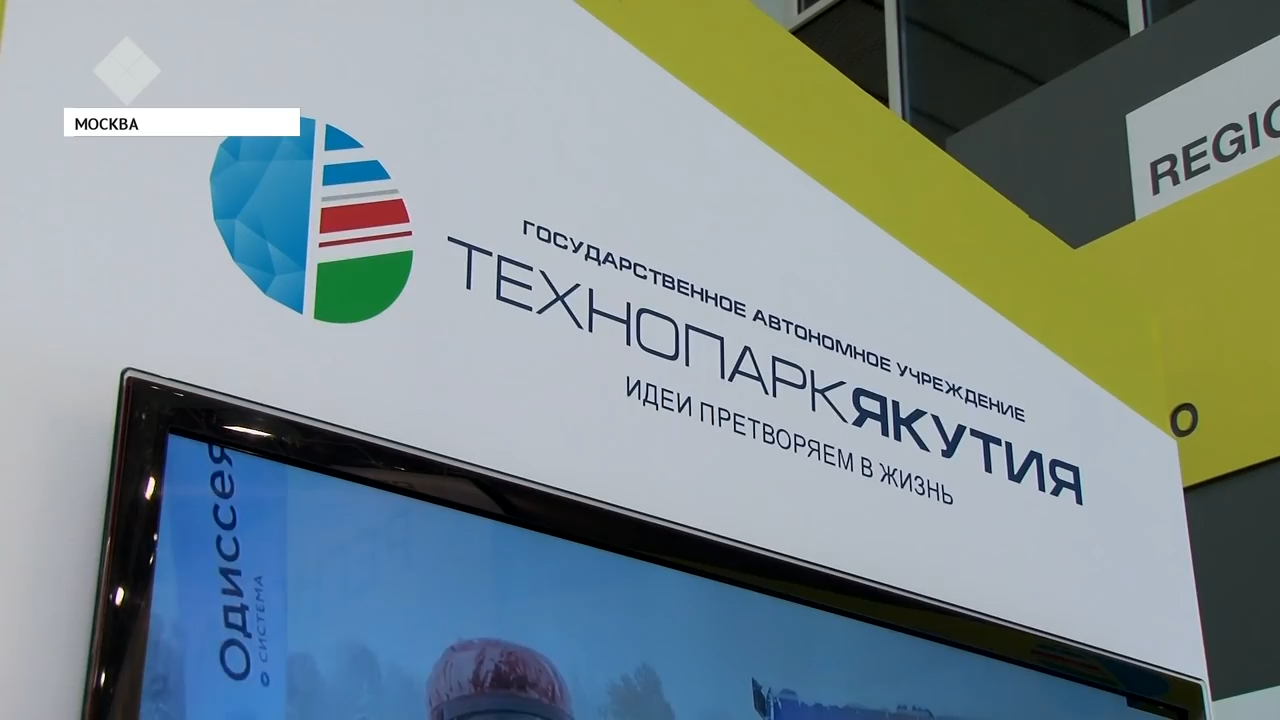 МОСКВА
REGIO
ГОСУДАРСТВЕННОЕ АВТОНОМНОЕ УЧРЕЖДЕНИЕ
ТЕХНОПАРКЯКУТИЯ
ИДЕИ ПРЕТВОРЯЕМ В ЖИЗНЬ
О
Одиссея
О СИСТЕМА